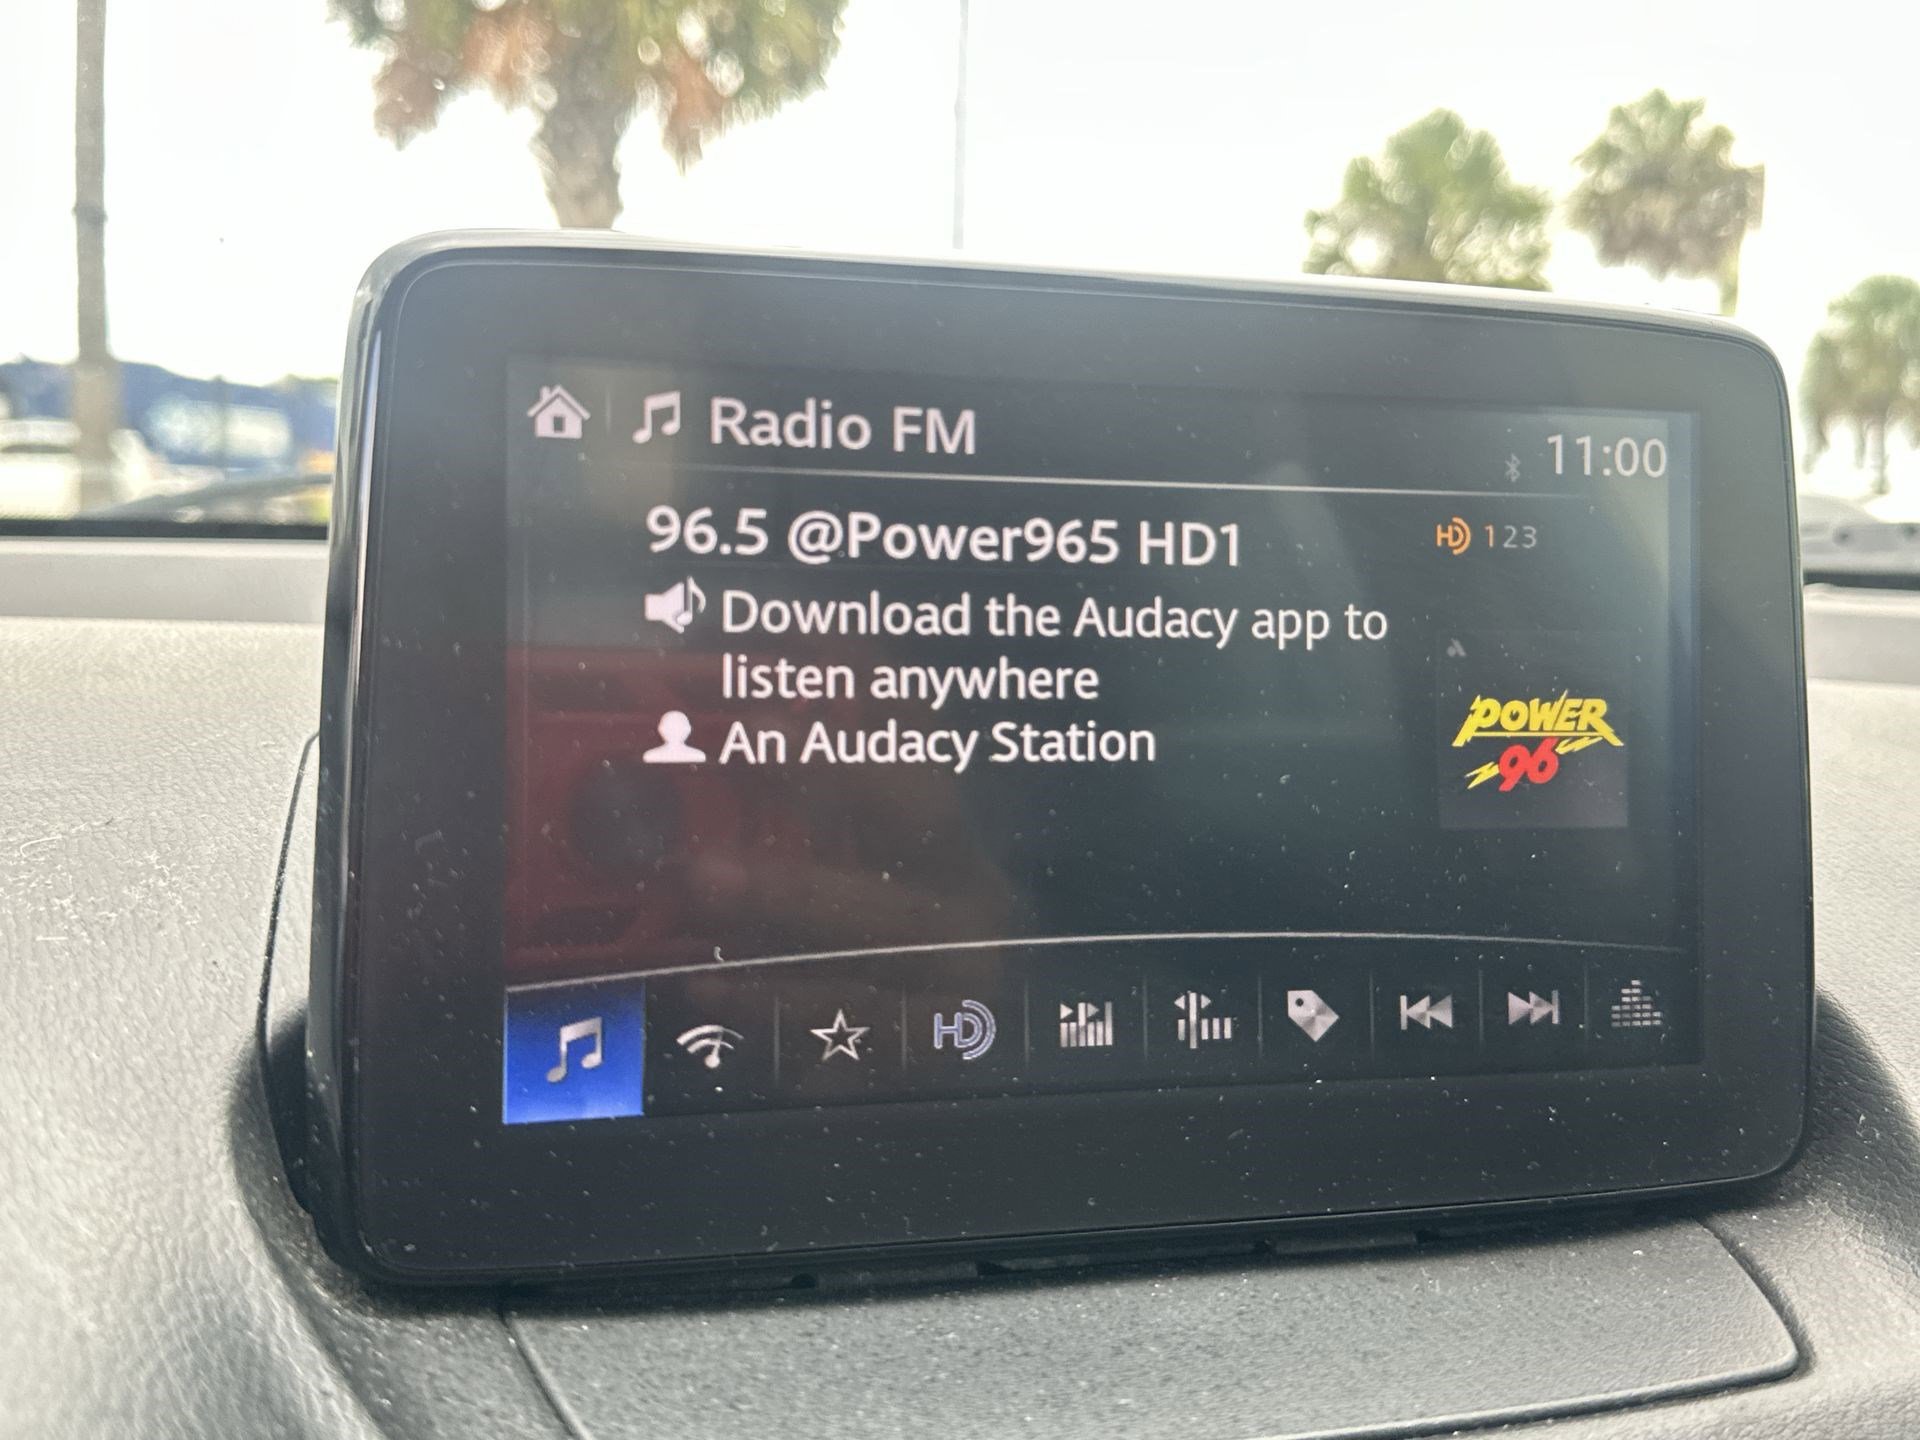 Radio FM
11:00
96.5 @Power965 HD1
HD 123
Download the Audacy app to
listen anywhere
An Audacy Station
POWER
96
HD